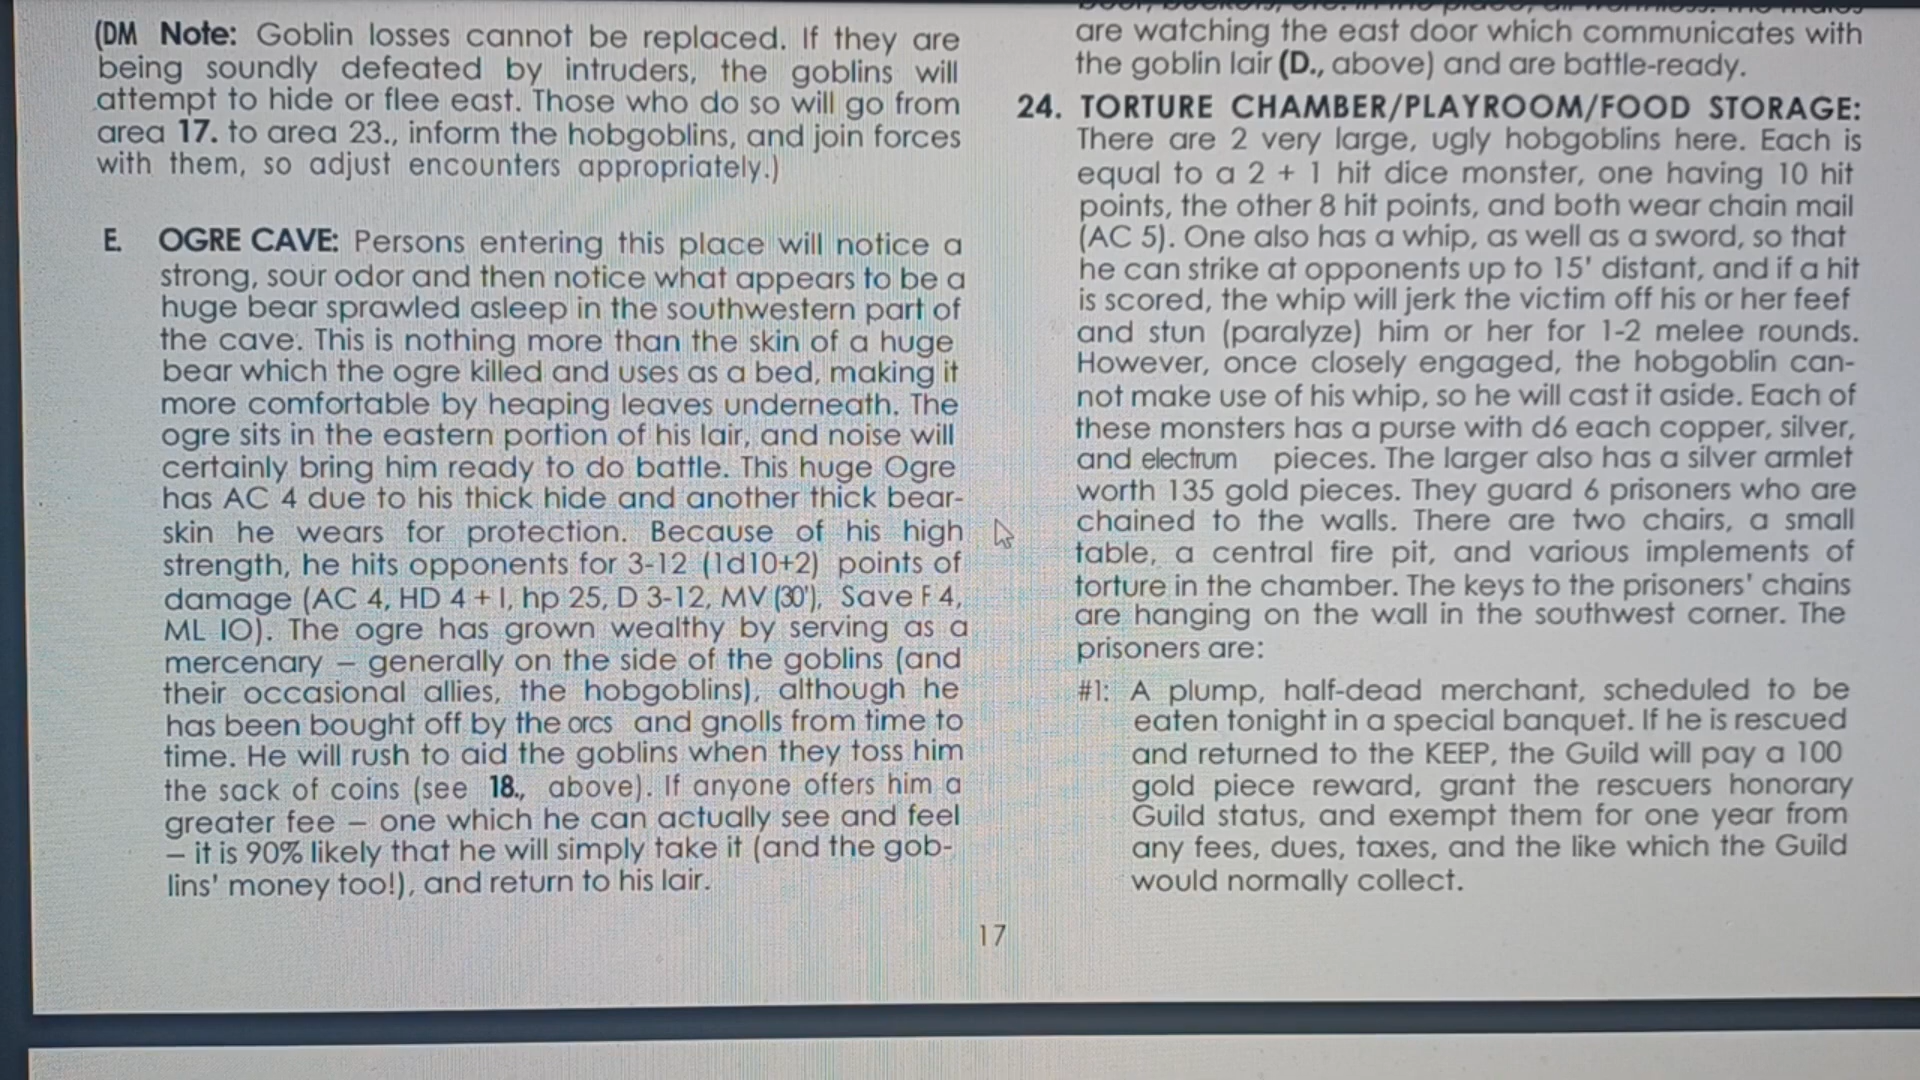 (DM Note: Goblin losses cannot be replaced. If they are
being soundly defeated by intruders, the goblins will
attempt to hide or flee east. Those who do so will go from
area 17. to area 23., inform the hobgoblins, and join forces
with them, so adjust encounters appropriately.)
E. OGRE CAVE: Persons entering this place will notice a
strong, sour odor and then notice what appears to be a
huge bear sprawled asleep in the southwestern part of
the cave. This is nothing more than the skin of a huge
bear which the ogre killed and uses as a bed, making it
more comfortable by heaping leaves underneath. The
ogre sits in the eastern portion of his lair, and noise will
certainly bring him ready to do battle. This huge Ogre
has AC 4 due to his thick hide and another thick bear-
skin he wears for protection. Because of his high
strength, he hits opponents for 3-12 (1d10+2) points of
damage (AC 4, HD 4 + l, hp 25, D 3-12, MV (30'), Save F 4,
ML IO). The ogre has grown wealthy by serving as a
mercenary – generally on the side of the goblins (and
their occasional allies, the hobgoblins), although he
has been bought off by the orcs and gnolls from time to
time. He will rush to aid the goblins when they toss him
the sack of coins (see 18., above). If anyone offers him a
greater fee – one which he can actually see and feel
– it is 90% likely that he will simply take it (and the gob-
lins' money too!), and return to his lair.
are watching the east door which communicates with
the goblin lair (D., above) and are battle-ready.
24. TORTURE CHAMBER/PLAYROOM/FOOD STORAGE:
There are 2 very large, ugly hobgoblins here. Each is
equal to a 2 + 1 hit dice monster, one having 10 hit
points, the other 8 hit points, and both wear chain mail
(AC 5). One also has a whip, as well as a sword, so that
he can strike at opponents up to 15' distant, and if a hit
is scored, the whip will jerk the victim off his or her feef
and stun (paralyze) him or her for 1-2 melee rounds.
However, once closely engaged, the hobgoblin can-
not make use of his whip, so he will cast it aside. Each of
these monsters has a purse with d6 each copper, silver,
and electrum pieces. The larger also has a silver armlet
worth 135 gold pieces. They guard 6 prisoners who are
chained to the walls. There are two chairs, a small
table, a central fire pit, and various implements of
torture in the chamber. The keys to the prisoners' chains
are hanging on the wall in the southwest corner. The
prisoners are:
#1: A plump, half-dead merchant, scheduled to be
eaten tonight in a special banquet. If he is rescued
and returned to the KEEP, the Guild will pay a 100
gold piece reward, grant the rescuers honorary
Guild status, and exempt them for one year from
any fees, dues, taxes, and the like which the Guild
would normally collect.
17